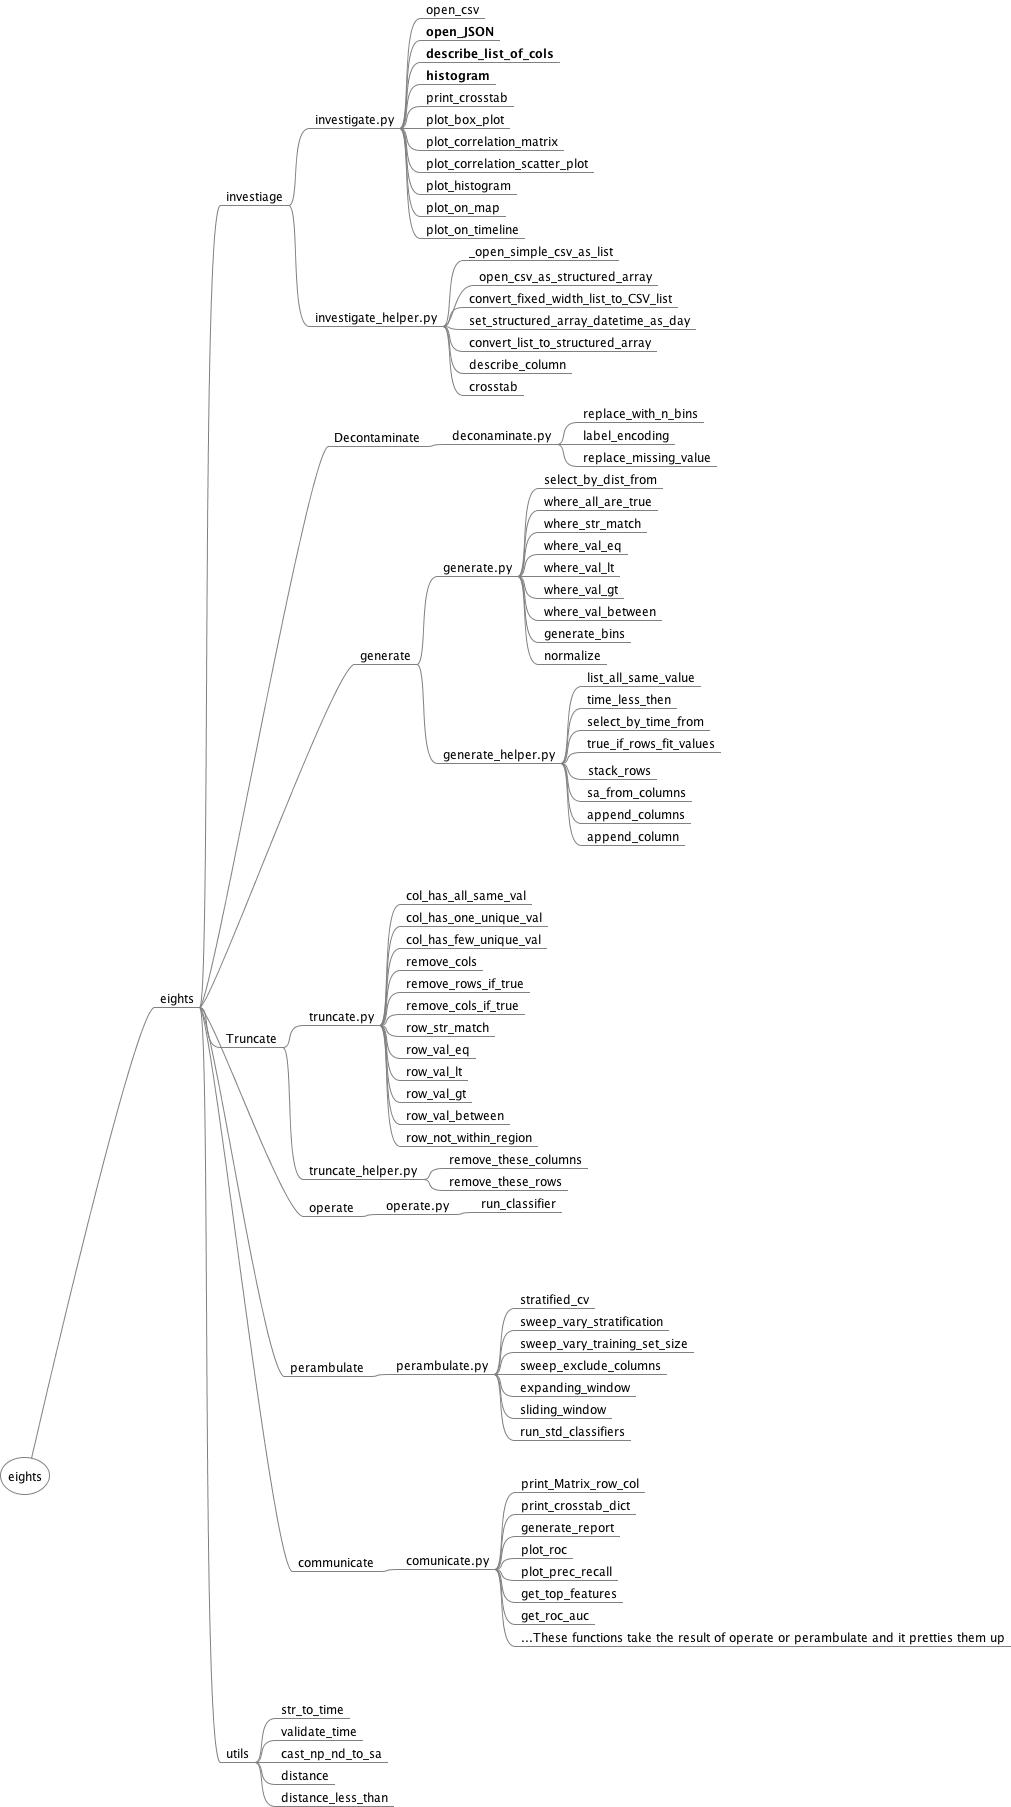 open_csv
open_JSON
describe_list_of_cols
histogram
print_crosstab
investigate.py
plot_box_plot
plot_correlation_matrix
plot_correlation_scatter_plot
plot_histogram
investiage
plot_on_map
plot_on_timeline
_open_simple_csv_as_list
open_csv_as_structured_array
convert_fixed_width_list_to_CSV_list
investigate_helper.py
set_structured_array_datetime_as_day
convert_list_to_structured_array
describe_column
crosstab
replace_with_n_bins
Decontaminate
deconaminate.py
label_encoding
replace_missing_value
select_by_dist_from
where_all_are_true
where_str_match
where_val_eq
generate.py
where_val_lt
where_val_gt
where_val_between
generate_bins
generate
normalize
list_all_same_value
time_less_then
select_by_time_from
true_if_rows_fit_values
generate_helper.py
stack_rows
sa_from_columns
append_columns
append_column
col_has_all_same_val
col_has_one_unique_val
col_has_few_unique_val
remove_cols
remove_rows_if_true
eights
remove_cols_if_true
truncate.py
row_str_match
Truncate
row_val_eq
row_val_lt
row_val_gt
row_val_between
row_not_within_region
remove_these_columns
truncate_helper.py
remove_these_rows
operate
operate.py
run_classifier
stratified_cv
sweep_vary_stratification
sweep_vary_training_set_size
perambulate
perambulate.py
sweep_exclude_columns
expanding_window
sliding_window
run_std_classifiers
eights
print_Matrix_row_col
print_crosstab_dict
generate_report
plot_roc
communicate
comunicate.py
plot_prec_recall
get_top_features
get_roc_auc
...These functions take the result of operate or perambulate and it pretties them up
str_to_time
validate_time
utils
cast_np_nd_to_sa
distance
distance_less_than